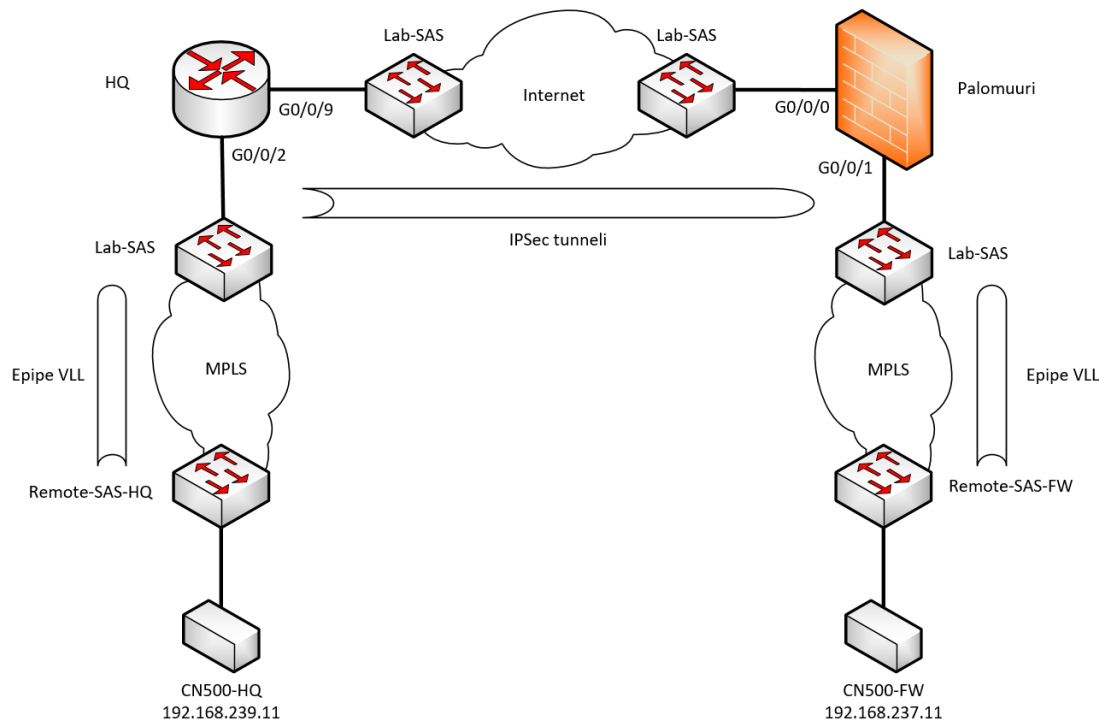 Lab-SAS
Lab-SAS
HQ
Internet
Palomuuri
G0/0/9
G0/0/0
G0/0/2
G0/0/1
IPSec tunneli
Lab-SAS
Lab-SAS
Epipe VLL
MPLS
MPLS
Epipe VLL
Remote-SAS-HQ
Remote-SAS-FW
CN500-HQ
192.168.239.11
CN500-FW
192.168.237.11